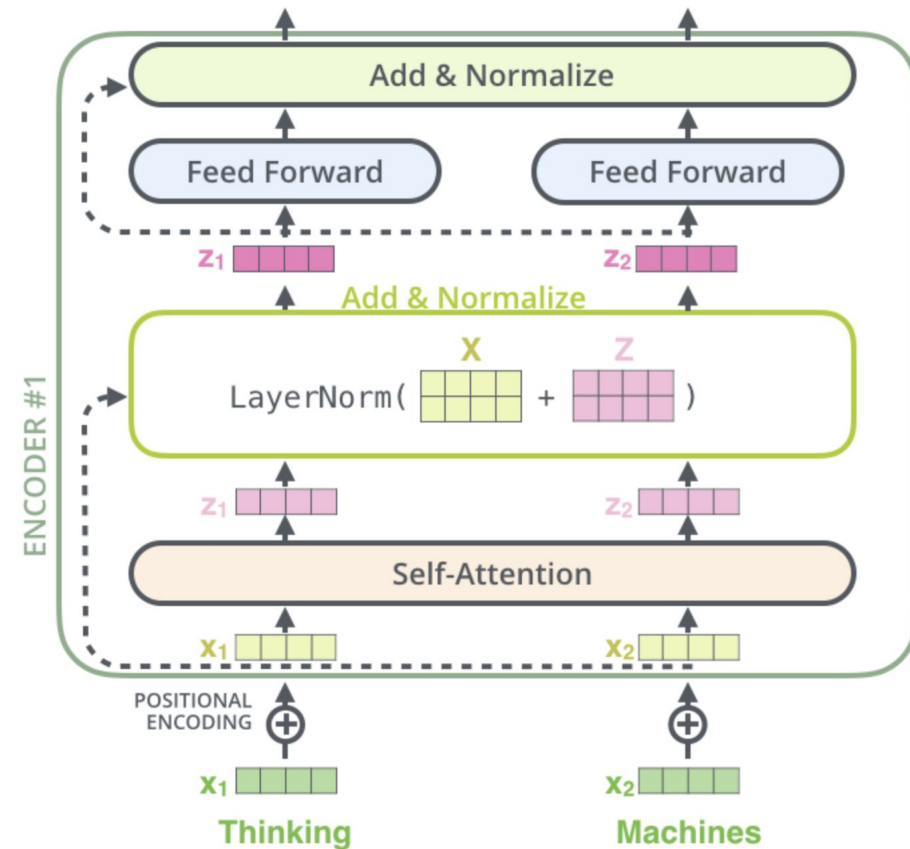 Add & Normalize
Feed Forward Feed Forward
z1 z2
Add & Normalize
X Z
LayerNorm( + )
ENCODER #1
z1 z2
Self-Attention
x1 x2
POSITIONAL
ENCODING
x1 x2
Thinking Machines